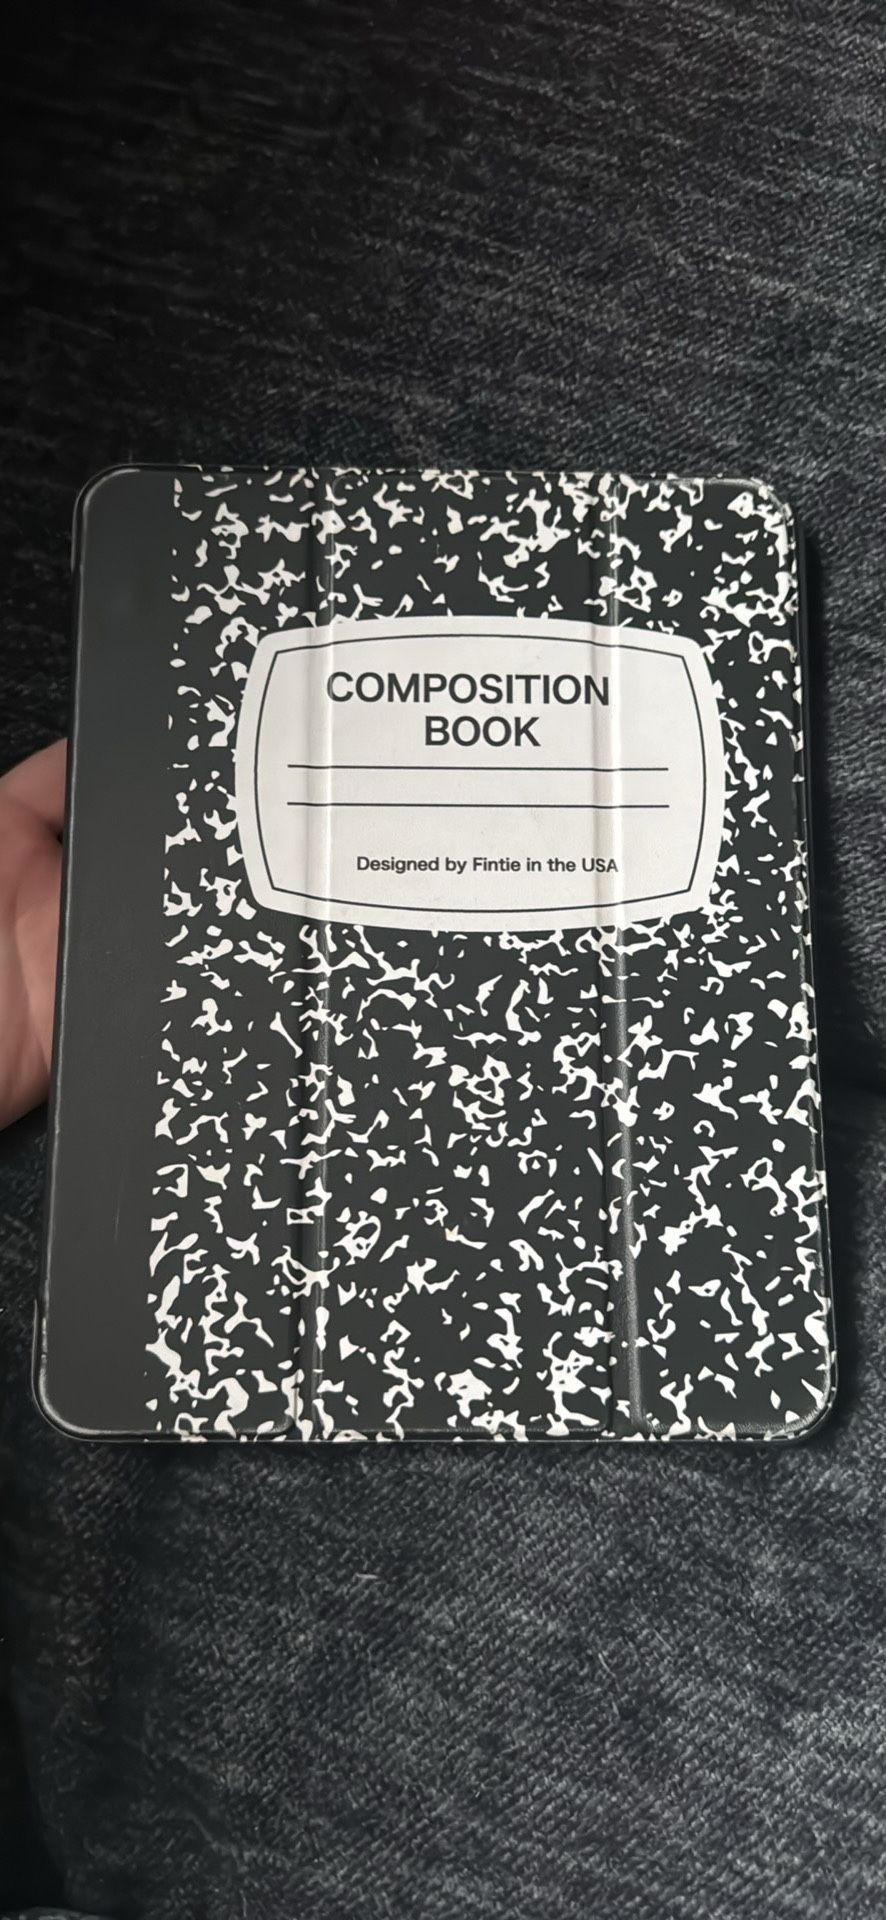 COMPOSITION
BOOK
Designed by Fintie in the USA